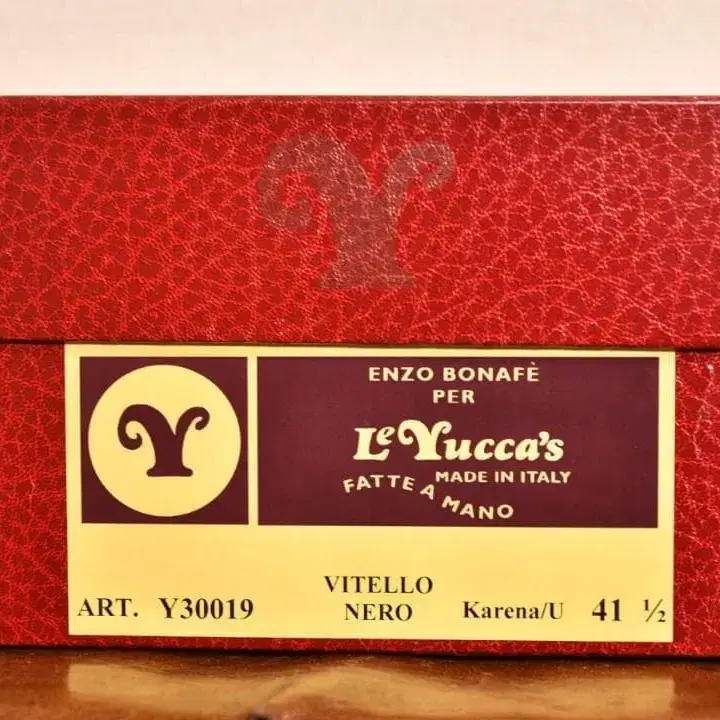 ENZO BONAFÈ
PER
Le Yucca's
MADE IN ITALY
FATTE A MANO
VITELLO
ART. Y30019 NERO Karena/U 41 ½